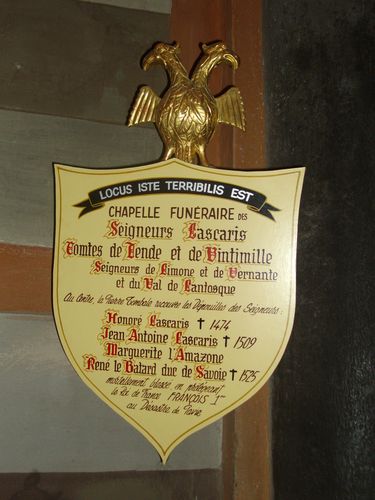 LOCUS ISTE TERRIBILIS EST
CHAPELLE FUNÉRAIRE DES
Seigneurs Lascaris
Comtes de Tende et de Vintimille
Seigneurs de Limone et de Vernante
et du Val de Lantosque
Au Centre, la Pierre Tombale recouvre les Dépouilles des Seigneurs :
Honoré Lascaris † 1474
Jean Antoine Lascaris † 1509
Marguerite l'Amazone
René le Batard duc de Savoie † 1525
mortellement blessé en protégeant
le Roi de France FRANÇOIS 1er
au Désastre de Pavie